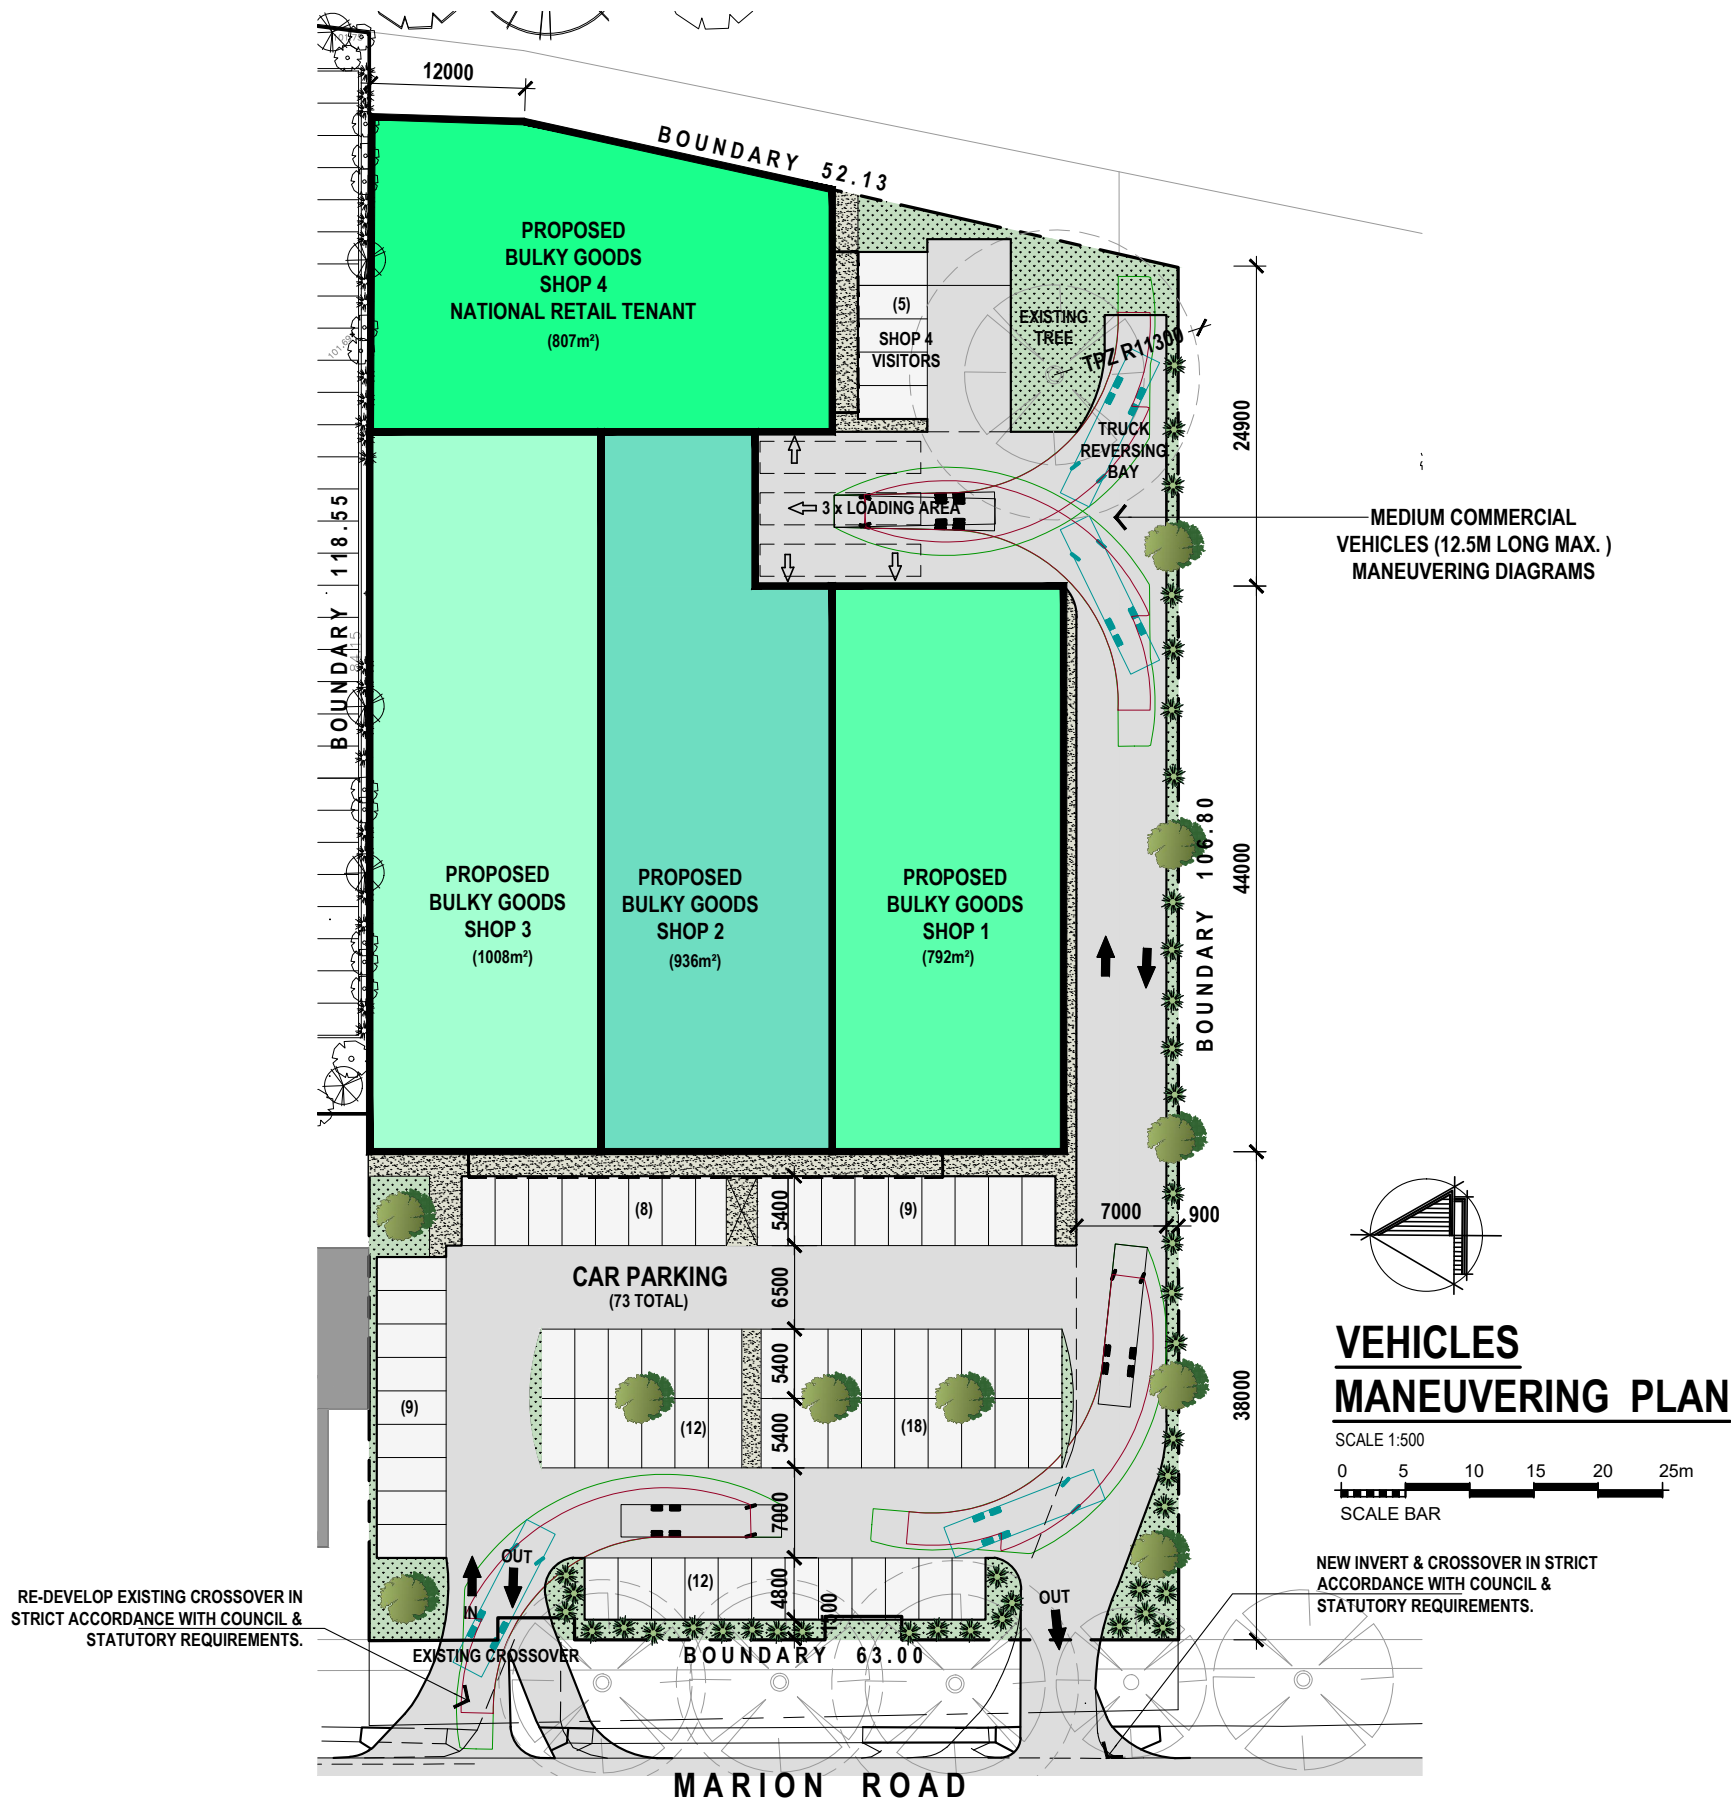 12000
BOUNDARY 52.13
PROPOSED
BULKY GOODS
SHOP 4
NATIONAL RETAIL TENANT
(807m²)
(5)
SHOP 4
VISITORS
EXISTING
TREE
TPZ R11300
TRUCK
REVERSING
BAY
24900
3 x LOADING AREA
MEDIUM COMMERCIAL
VEHICLES (12.5M LONG MAX. )
MANEUVERING DIAGRAMS
BOUNDARY 118.55
PROPOSED
BULKY GOODS
SHOP 3
(1008m²)
PROPOSED
BULKY GOODS
SHOP 2
(936m²)
PROPOSED
BULKY GOODS
SHOP 1
(792m²)
BOUNDARY 106.80
44000
(8)
5400
(9)
7000
900
CAR PARKING
(73 TOTAL)
6500
5400
(9)
(12)
5400
(18)
38000
7000
VEHICLES
MANEUVERING PLAN
SCALE 1:500
0 5 10 15 20 25m
SCALE BAR
OUT
IN
(12)
4800
1500
OUT
NEW INVERT & CROSSOVER IN STRICT
ACCORDANCE WITH COUNCIL &
STATUTORY REQUIREMENTS.
RE-DEVELOP EXISTING CROSSOVER IN
STRICT ACCORDANCE WITH COUNCIL &
STATUTORY REQUIREMENTS.
EXISTING CROSSOVER
BOUNDARY 63.00
MARION ROAD